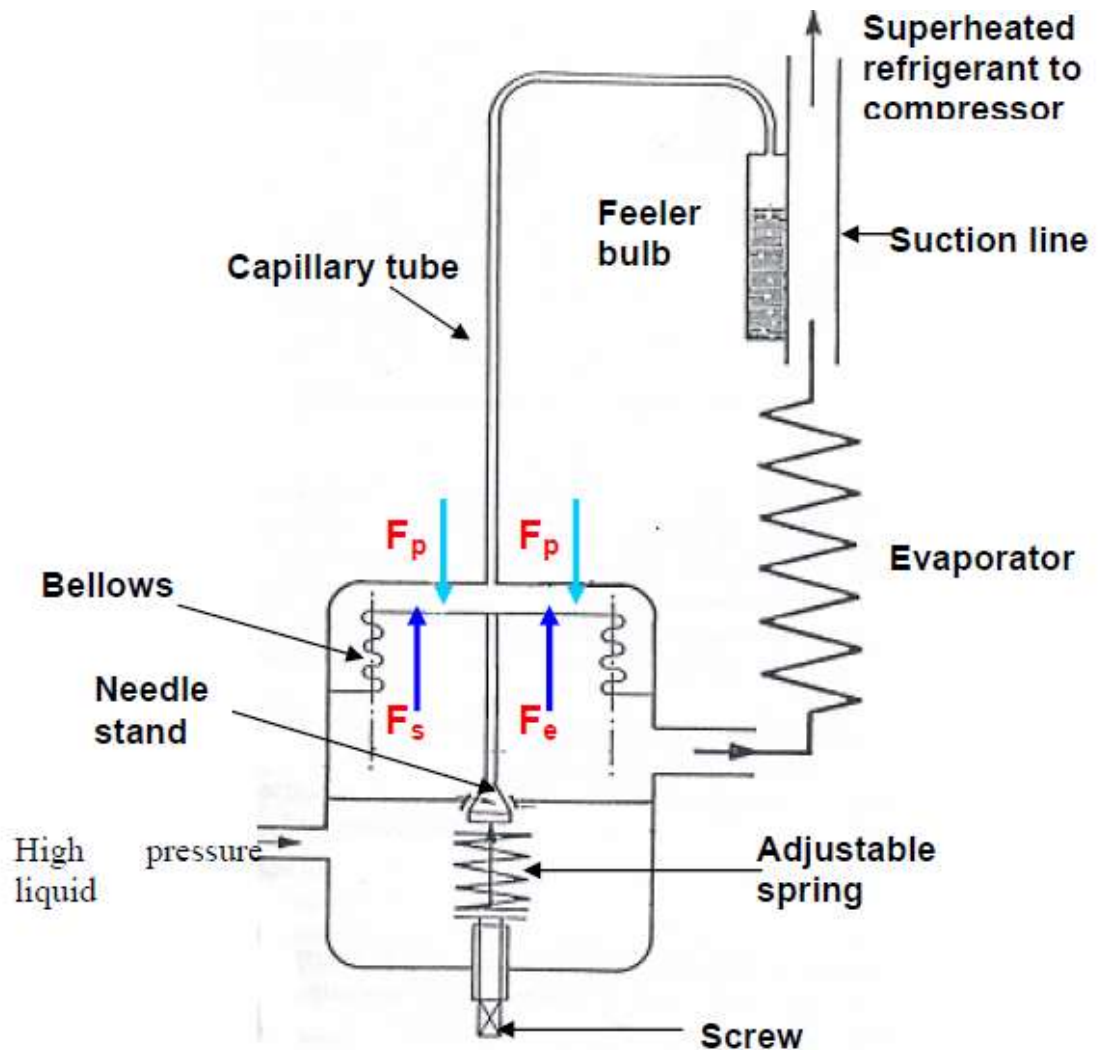 Superheated
refrigerant to
compressor
Feeler
bulb
Suction line
Capillary tube
Fp
Fp
Evaporator
Bellows
Needle
stand
Fs
Fe
High pressure
liquid
Adjustable
spring
Screw